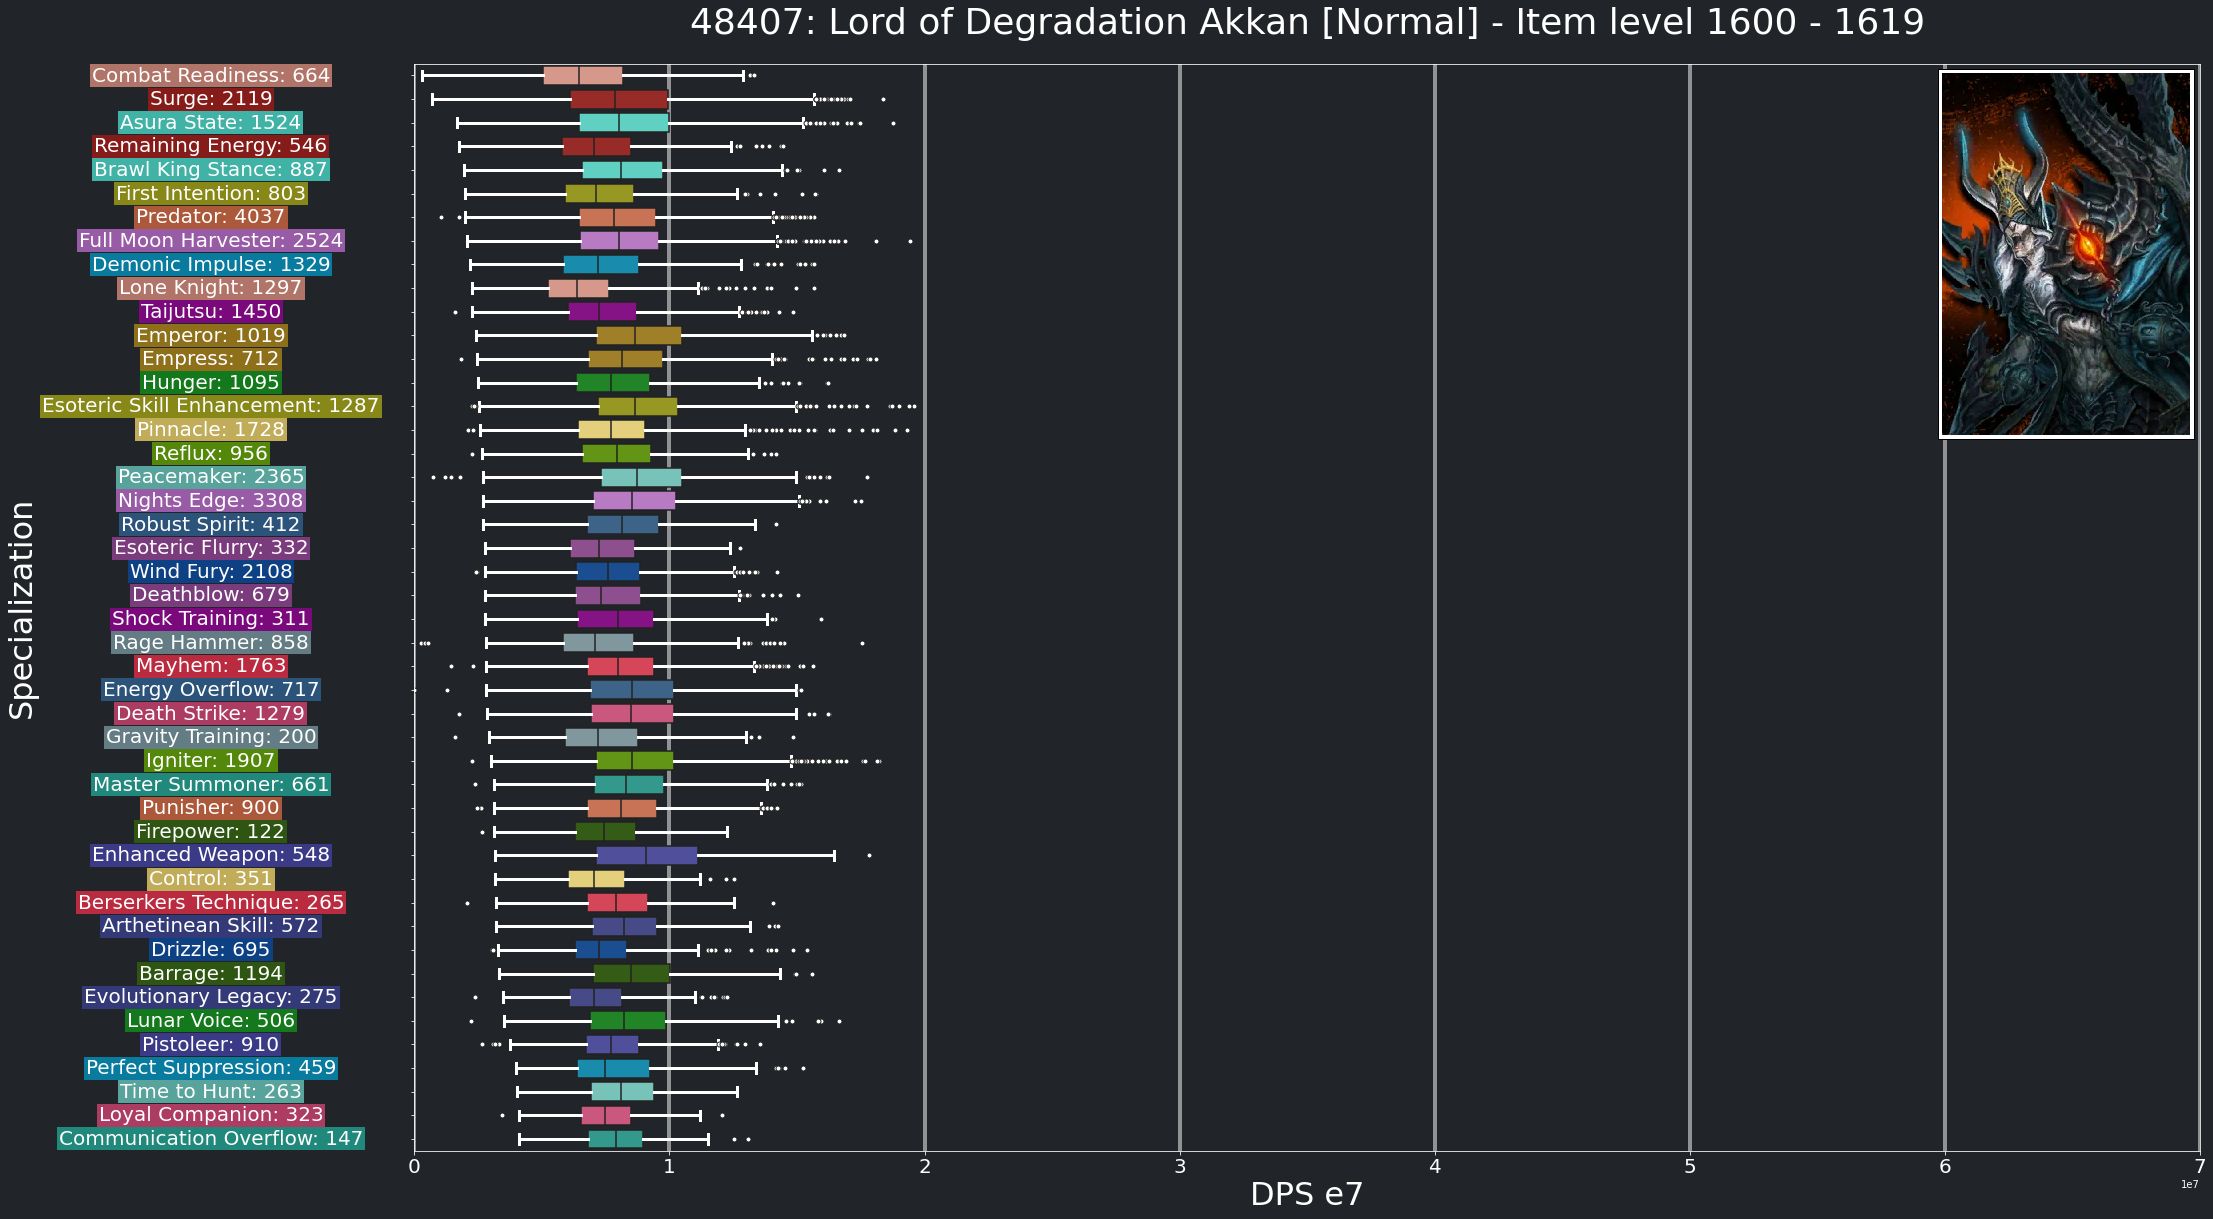 48407: Lord of Degradation Akkan [Normal] - Item level 1600 - 1619
Combat Readiness: 664
Surge: 2119
Asura State: 1524
Remaining Energy: 546
Brawl King Stance: 887
First Intention: 803
Predator: 4037
Full Moon Harvester: 2524
Demonic Impulse: 1329
Lone Knight: 1297
Taijutsu: 1450
Emperor: 1019
Empress: 712
Hunger: 1095
Esoteric Skill Enhancement: 1287
Pinnacle: 1728
Reflux: 956
Peacemaker: 2365
Nights Edge: 3308
Robust Spirit: 412
Esoteric Flurry: 332
Wind Fury: 2108
Deathblow: 679
Shock Training: 311
Rage Hammer: 858
Mayhem: 1763
Energy Overflow: 717
Death Strike: 1279
Gravity Training: 200
Igniter: 1907
Master Summoner: 661
Punisher: 900
Firepower: 122
Enhanced Weapon: 548
Control: 351
Berserkers Technique: 265
Arthetinean Skill: 572
Drizzle: 695
Barrage: 1194
Evolutionary Legacy: 275
Lunar Voice: 506
Pistoleer: 910
Perfect Suppression: 459
Time to Hunt: 263
Loyal Companion: 323
Communication Overflow: 147
Specialization
0 1 2 3 4 5 6 7
1e7
DPS e7